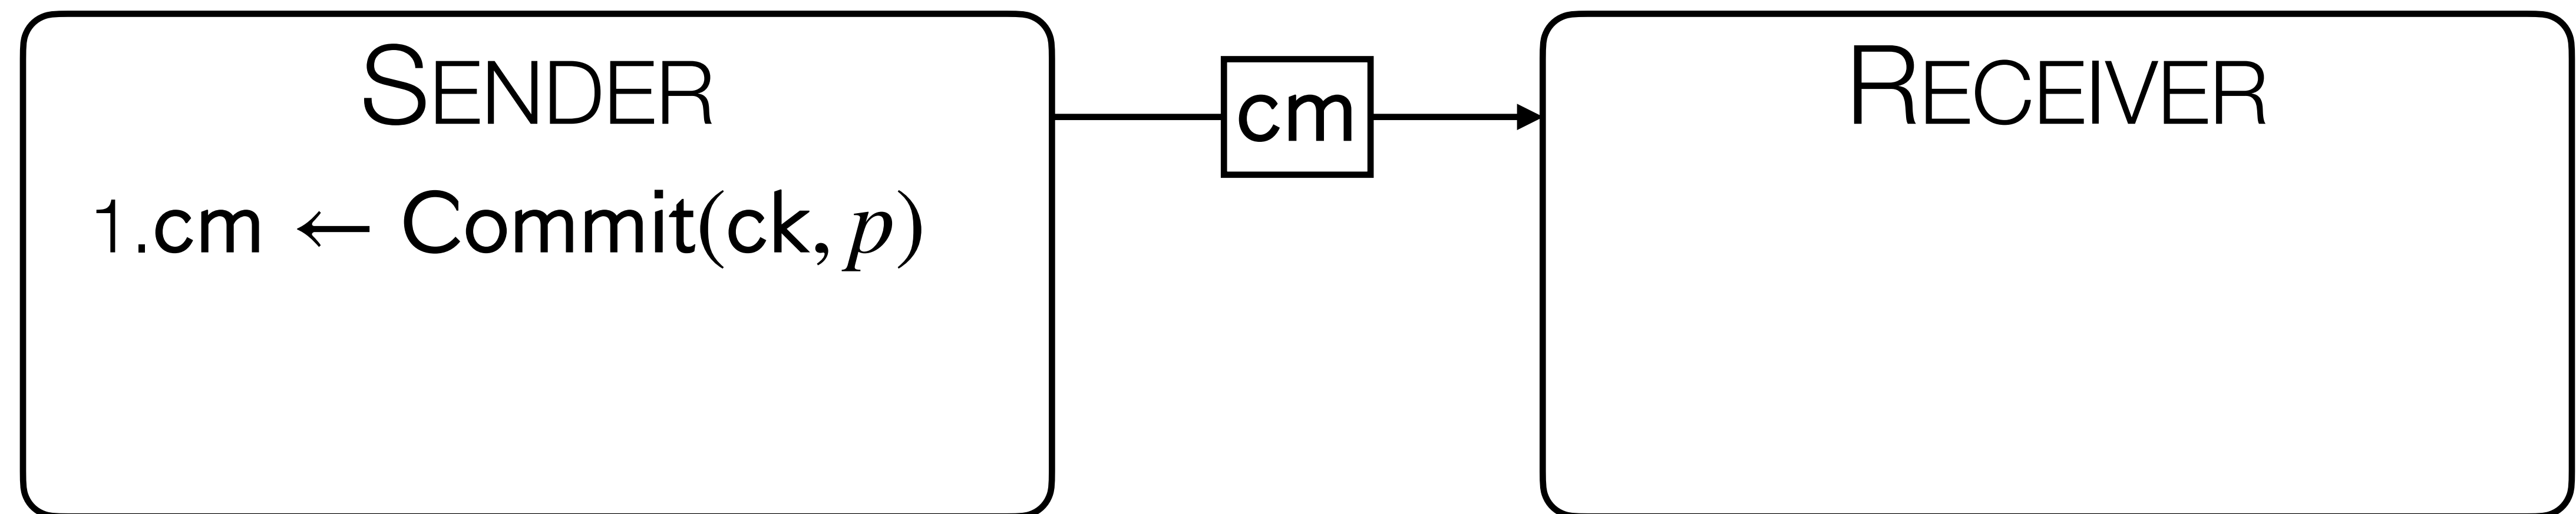 SENDER
cm
RECEIVER
1.cm ← Commit(ck, p)